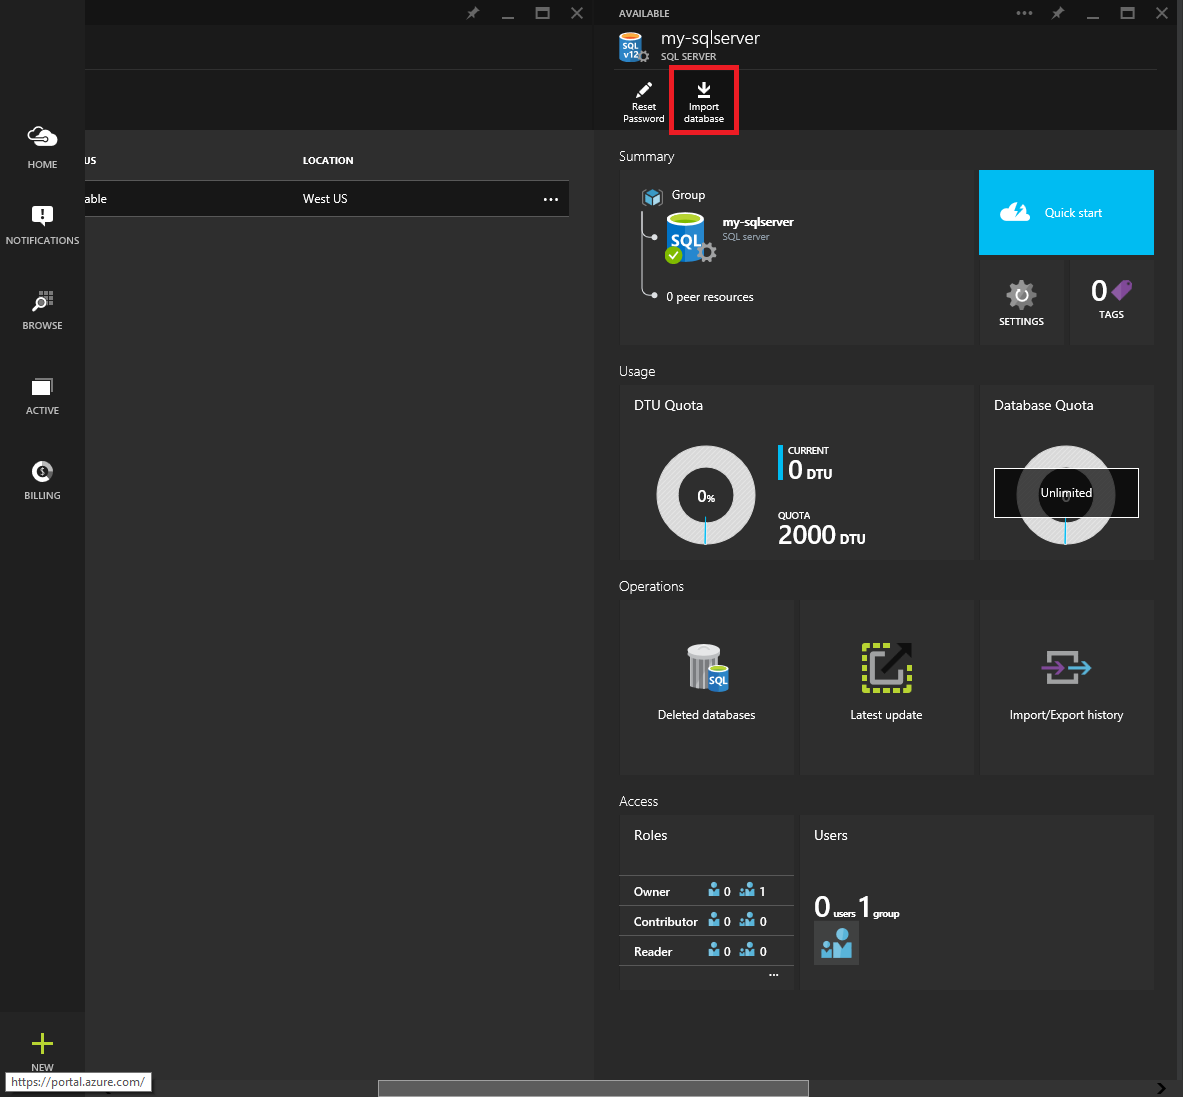 HOME
NOTIFICATIONS
BROWSE
ACTIVE
$
BILLING
NEW
https://portal.azure.com/
US
LOCATION
able
West US
...
AVAILABLE
...
SQL
v12
my-sqlserver
SQL SERVER
Reset
Password
Import
database
Summary
Group
SQL
my-sqlserver
SQL server
0 peer resources
Quick start
SETTINGS
0
TAGS
Usage
DTU Quota
0%
CURRENT
0 DTU
QUOTA
2000 DTU
Database Quota
Unlimited
Operations
SQL
Deleted databases
Latest update
Import/Export history
Access
Roles
Owner 0 1
Contributor 0 0
Reader 0 0
...
Users
0 users 1 group